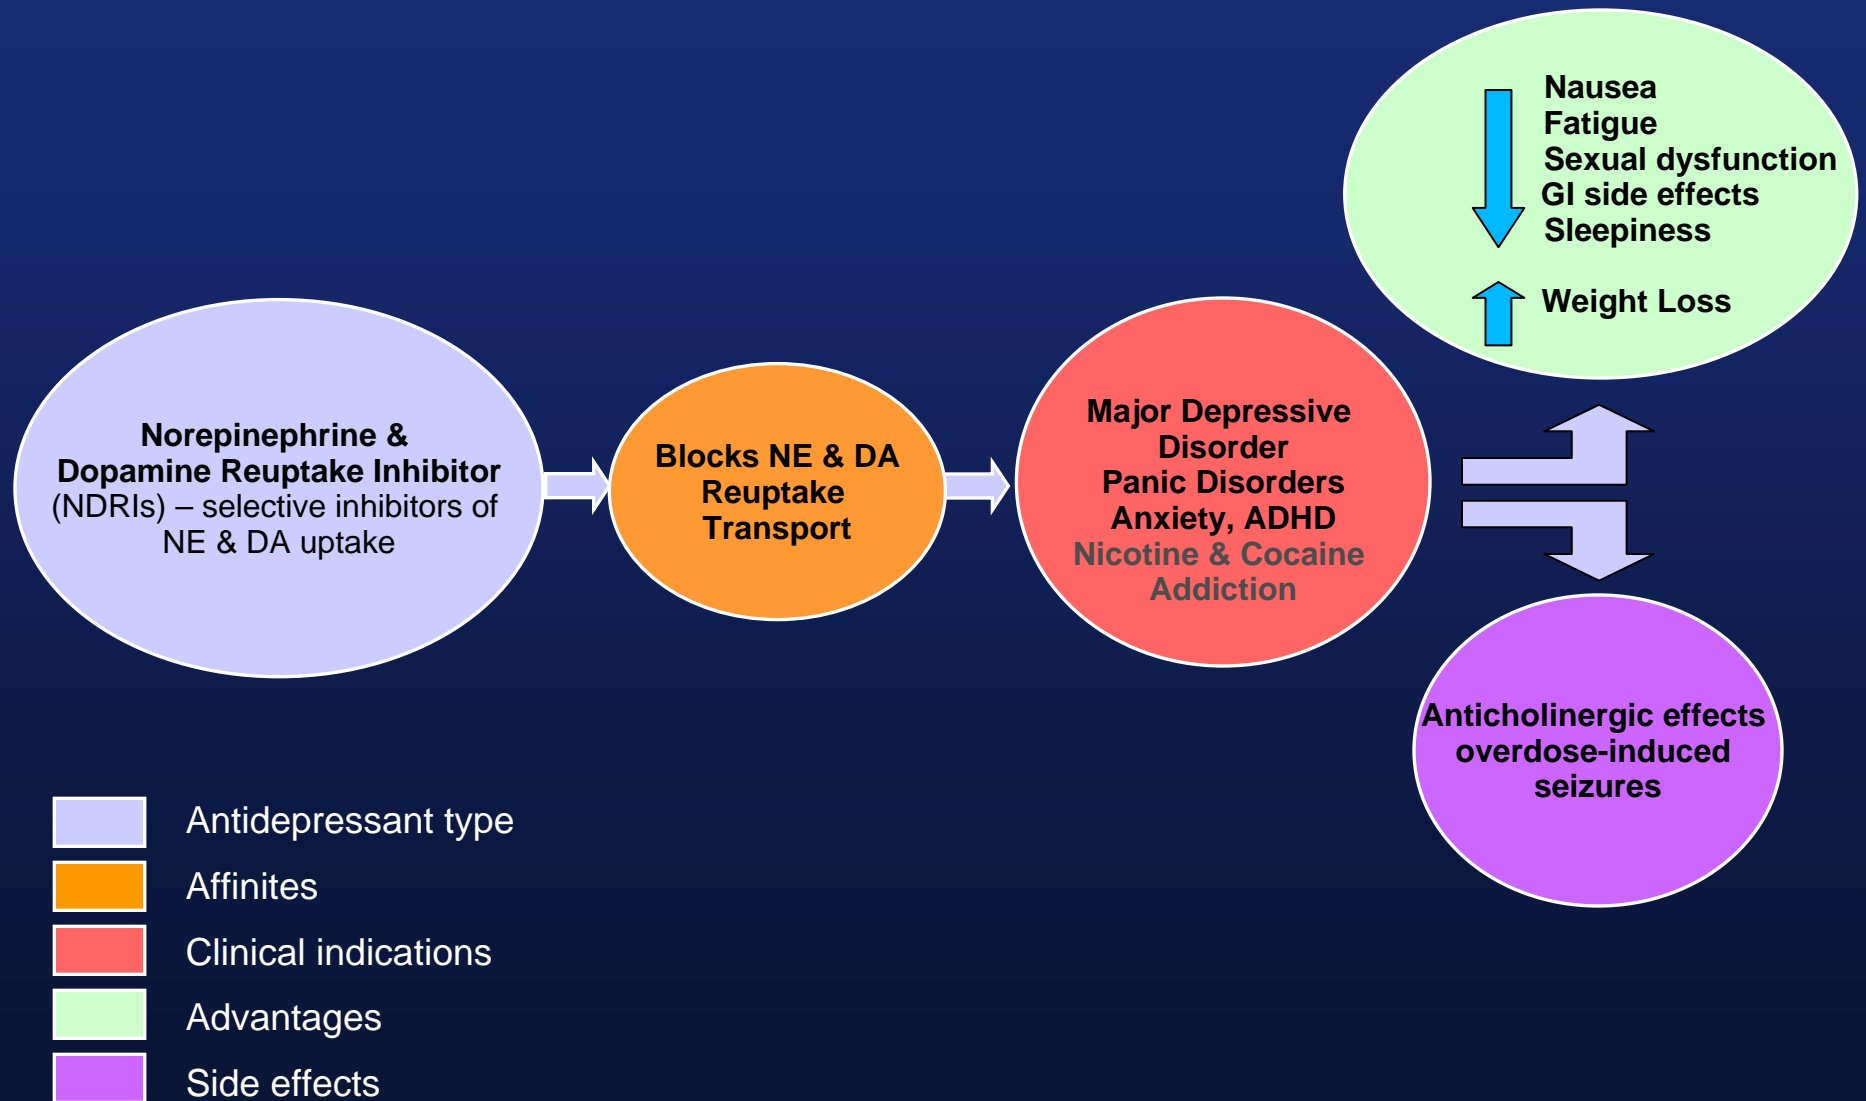 Nausea
Fatigue
Sexual dysfunction
GI side effects
Sleepiness
Weight Loss
Norepinephrine &
Dopamine Reuptake Inhibitor
(NDRIs) – selective inhibitors of
NE & DA uptake
Blocks NE & DA
Reuptake
Transport
Major Depressive
Disorder
Panic Disorders
Anxiety, ADHD
Nicotine & Cocaine
Addiction
Anticholinergic effects
overdose-induced
seizures
Antidepressant type
Affinites
Clinical indications
Advantages
Side effects